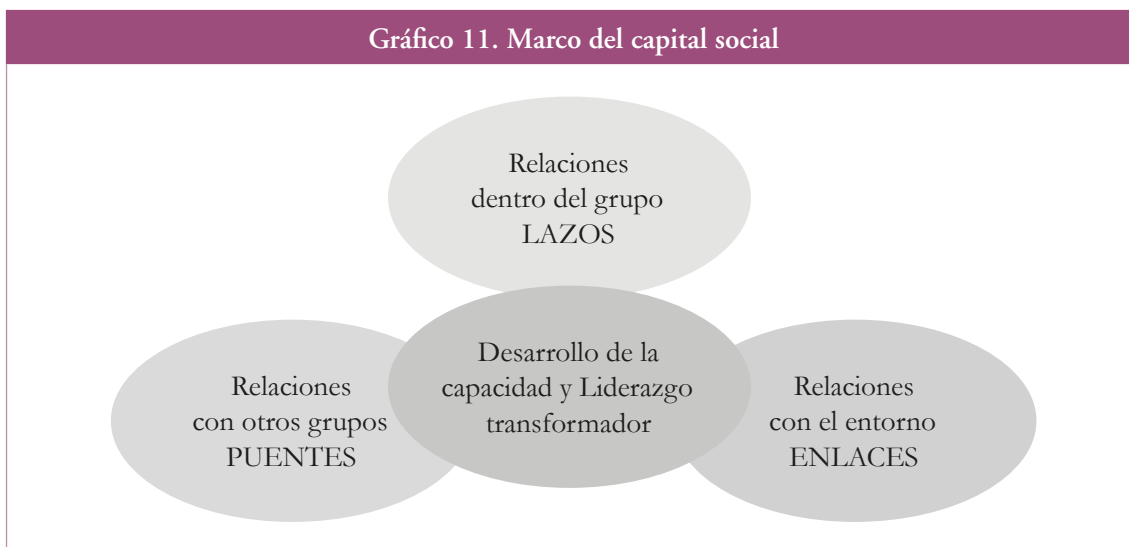 Gráfico 11. Marco del capital social
Relaciones
dentro del grupo
LAZOS
Desarrollo de la
capacidad y Liderazgo
transformador
Relaciones
con otros grupos
PUENTES
Relaciones
con el entorno
ENLACES